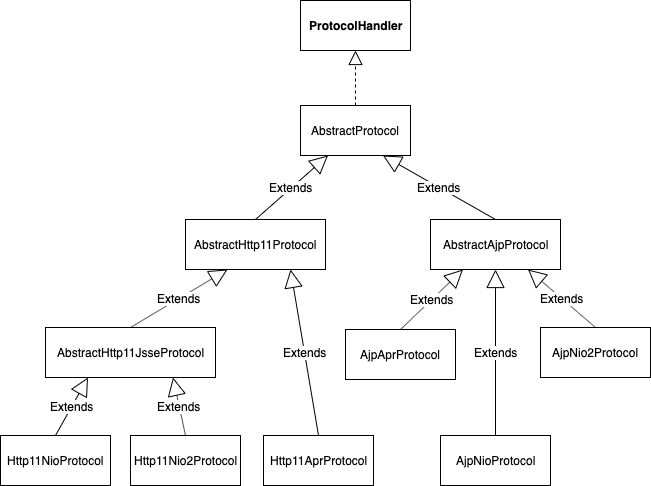 ProtocolHandler
AbstractProtocol
Extends
Extends
AbstractHttp11Protocol
AbstractAjpProtocol
Extends
Extends
Extends
Extends
Extends
AbstractHttp11JsseProtocol
AjpAprProtocol
AjpNio2Protocol
Extends
Extends
Http11NioProtocol
Http11Nio2Protocol
Http11AprProtocol
AjpNioProtocol